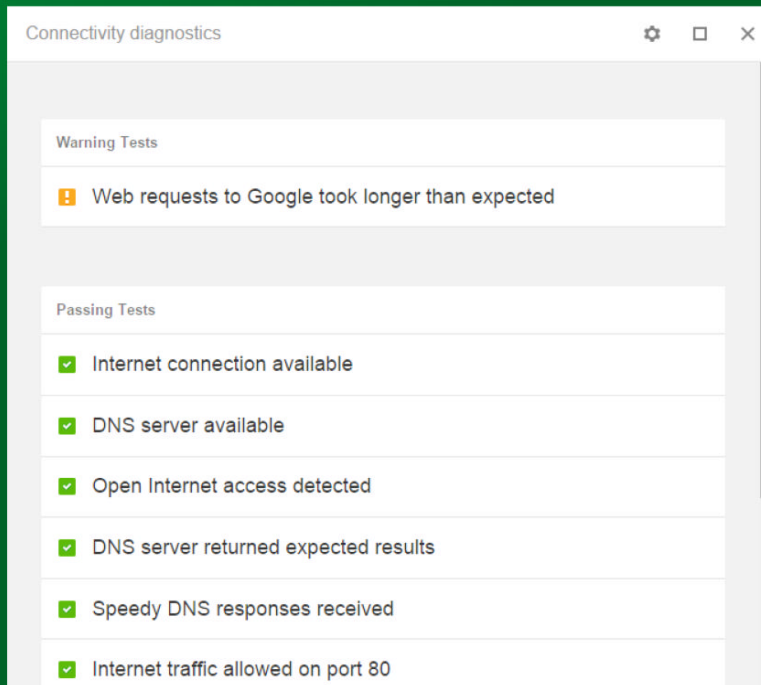 Connectivity diagnostics
Warning Tests
Web requests to Google took longer than expected
Passing Tests
Internet connection available
DNS server available
Open Internet access detected
DNS server returned expected results
Speedy DNS responses received
Internet traffic allowed on port 80